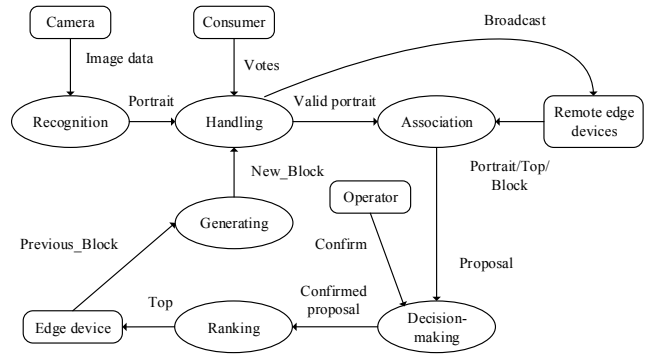 Camera
Consumer
Broadcast
Image data
Votes
Portrait
Valid portrait
Recognition
Handling
Association
Remote edge
devices
New_Block
Portrait/Top/
Block
Operator
Generating
Previous_Block
Confirm
Proposal
Confirmed
proposal
Top
Edge device
Ranking
Decision-
making